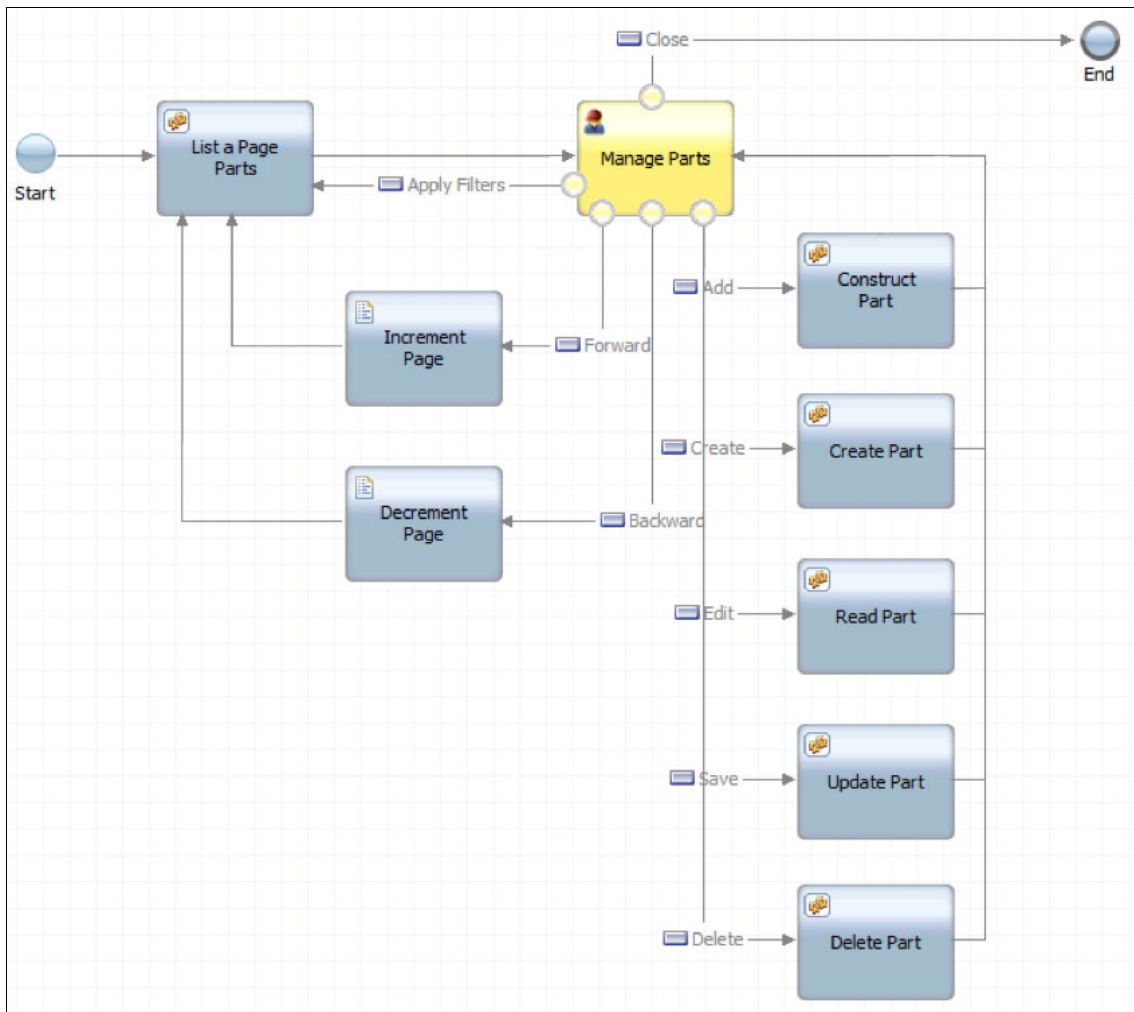 Close
End
List a Page
Parts
Manage Parts
Start
Apply Filters
Construct
Part
Add
Increment
Page
Forward
Create
Create Part
Decrement
Page
Backward
Edit
Read Part
Save
Update Part
Delete
Delete Part